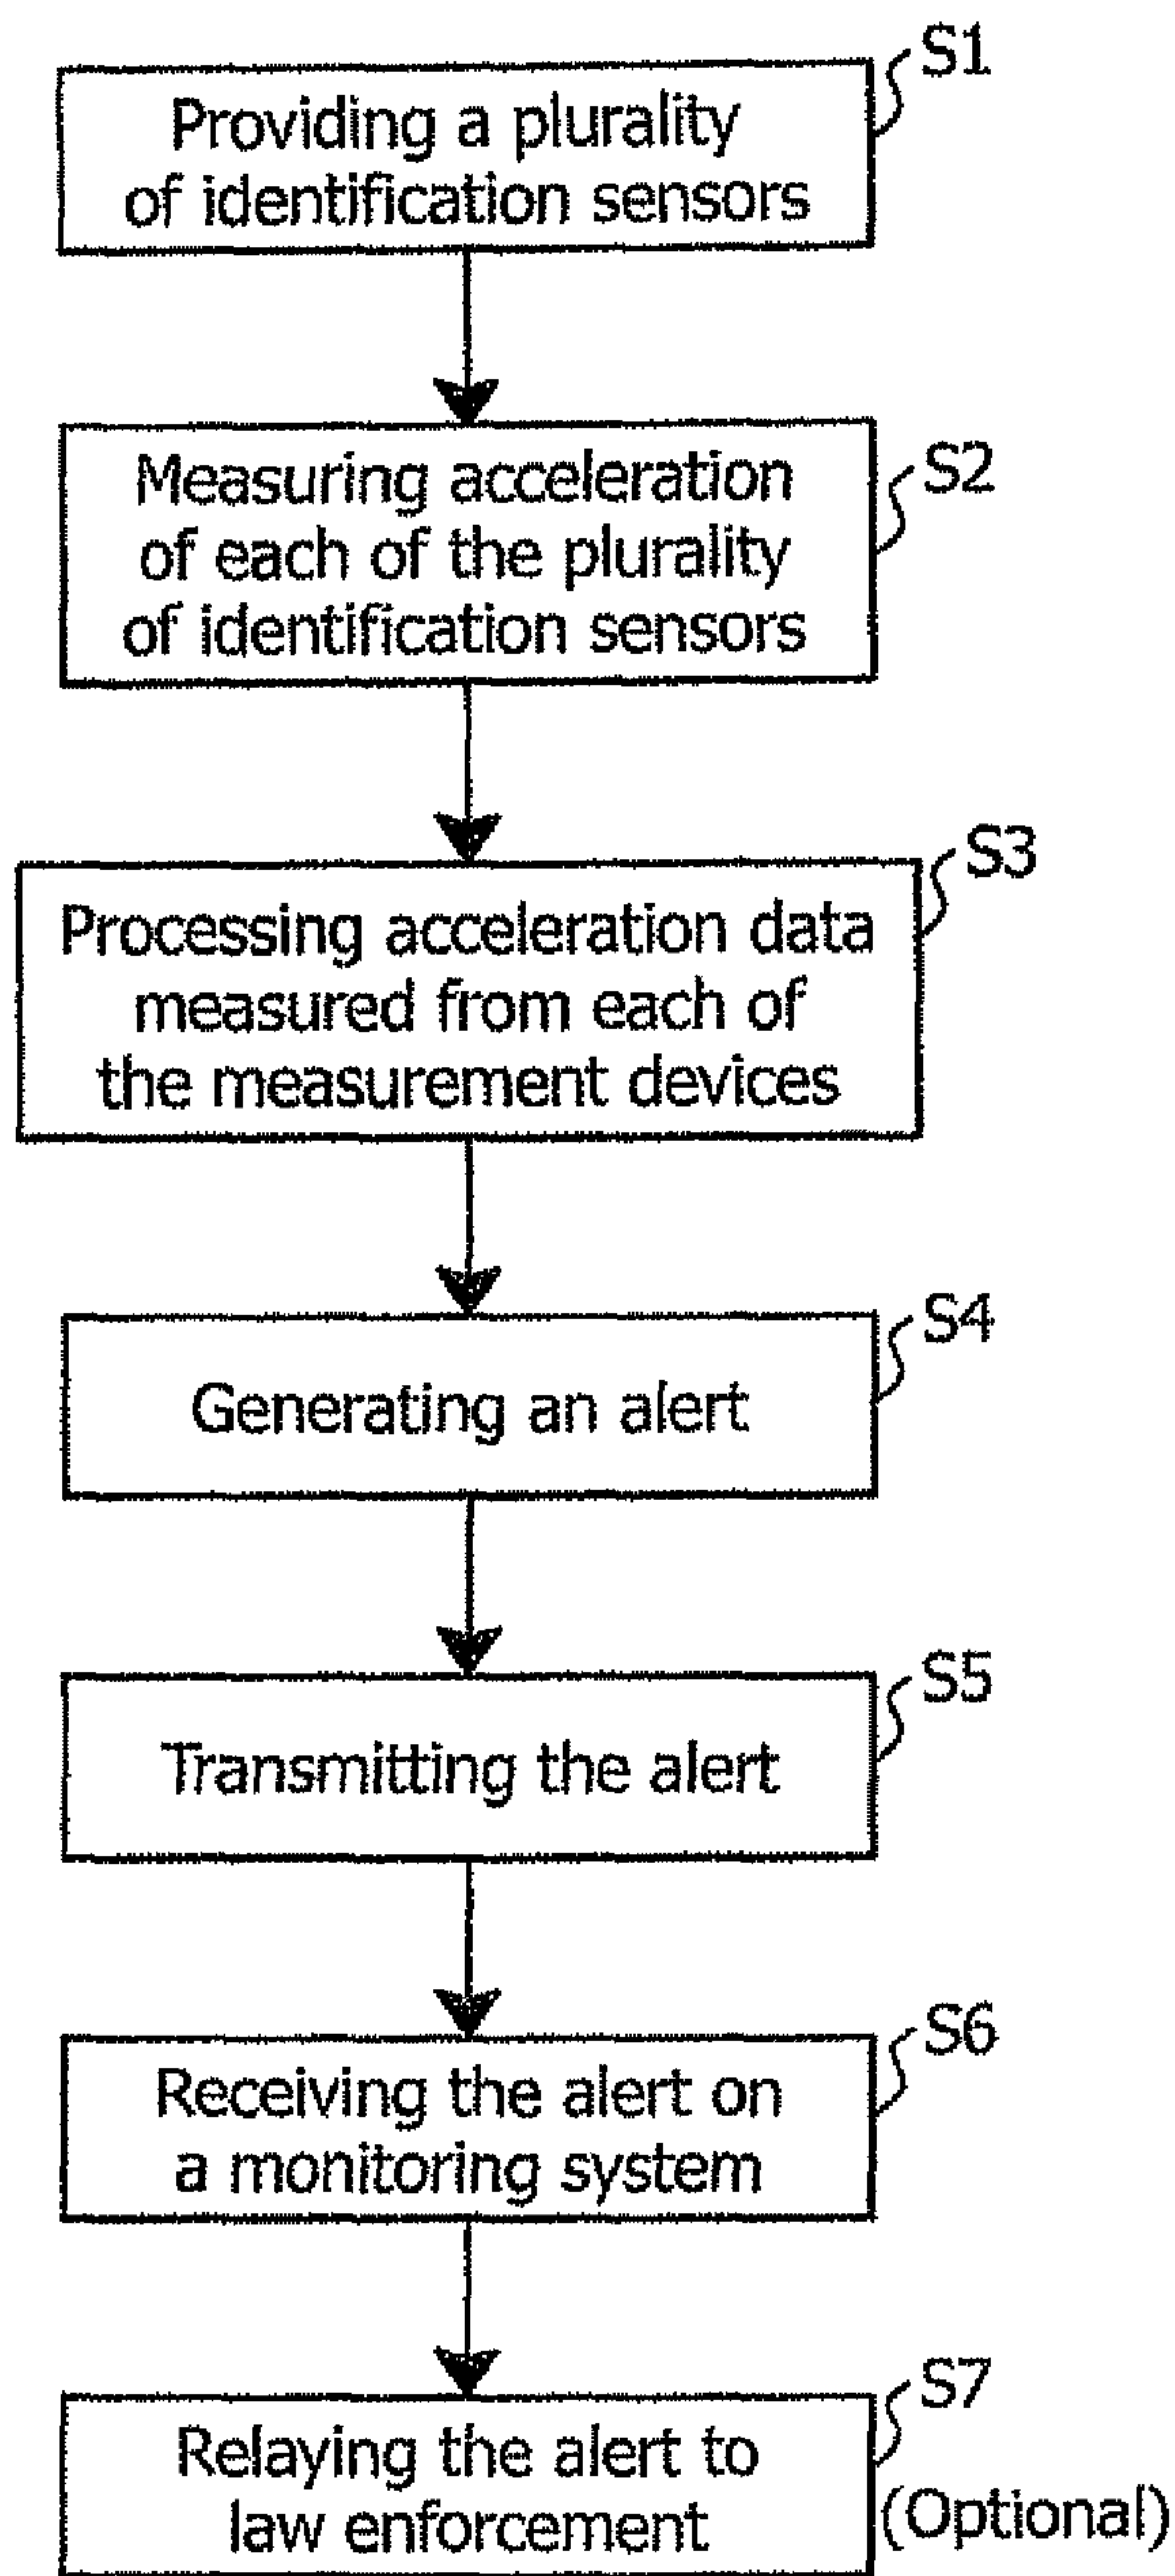 S1
Providing a plurality
of identification sensors
S2
Measuring acceleration
of each of the plurality
of identification sensors
S3
Processing acceleration data
measured from each of
the measurement devices
S4
Generating an alert
S5
Transmitting the alert
S6
Receiving the alert on
a monitoring system
S7
Relaying the alert to
law enforcement
(Optional)